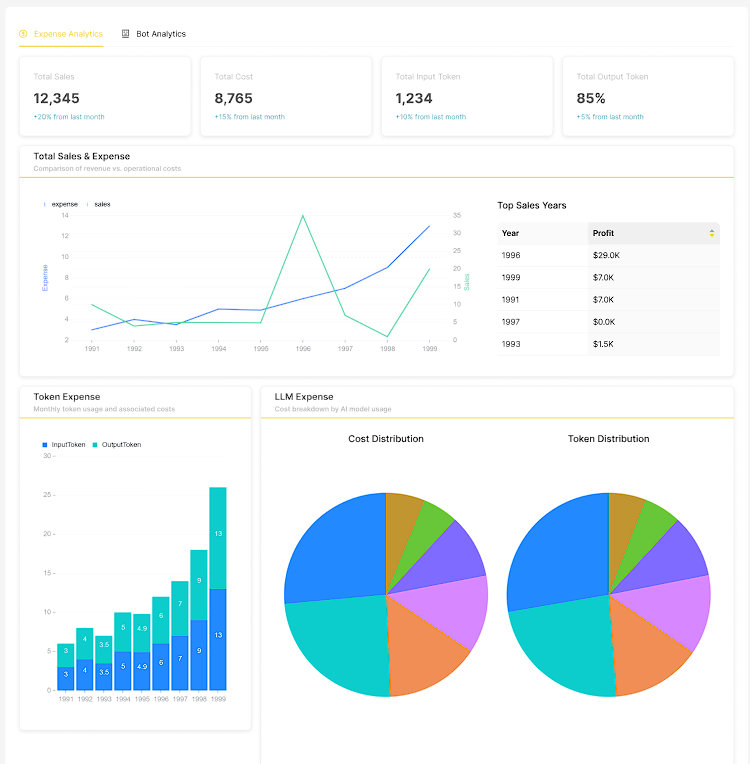 Expense Analytics
Bot Analytics
Total Sales
12,345
+20% from last month
Total Cost
8,765
+15% from last month
Total Input Token
1,234
+10% from last month
Total Output Token
85%
+5% from last month
Total Sales & Expense
Comparison of revenue vs. operational costs
expense sales
14
12
10
8
6
4
2
Expense
35
30
25
20
15
10
5
0
Sales
1991 1992 1993 1994 1995 1996 1997 1998 1999
Top Sales Years
Year Profit
1996 $29.0K
1999 $7.0K
1991 $7.0K
1997 $0.0K
1993 $1.5K
Token Expense
Monthly token usage and associated costs
InputToken OutputToken
30
25
20
15
10
5
0
3 4 3.5 5 4.9 6 7 9 13
3 4 3.5 5 4.9 6 7 9 13
1991 1992 1993 1994 1995 1996 1997 1998 1999
LLM Expense
Cost breakdown by AI model usage
Cost Distribution
Token Distribution